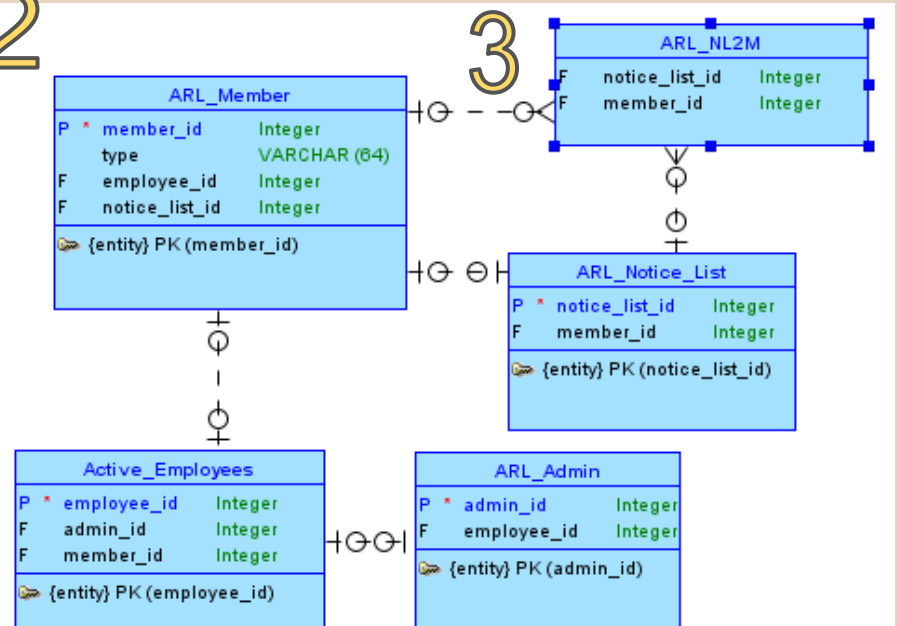 2
3
ARL_NL2M
F notice_list_id Integer
F member_id Integer
ARL_Member
P * member_id Integer
type VARCHAR (64)
F employee_id Integer
F notice_list_id Integer
{entity} PK (member_id)
ARL_Notice_List
P * notice_list_id Integer
F member_id Integer
{entity} PK (notice_list_id)
Active_Employees
P * employee_id Integer
F admin_id Integer
F member_id Integer
{entity} PK (employee_id)
ARL_Admin
P * admin_id Integer
F employee_id Integer
{entity} PK (admin_id)